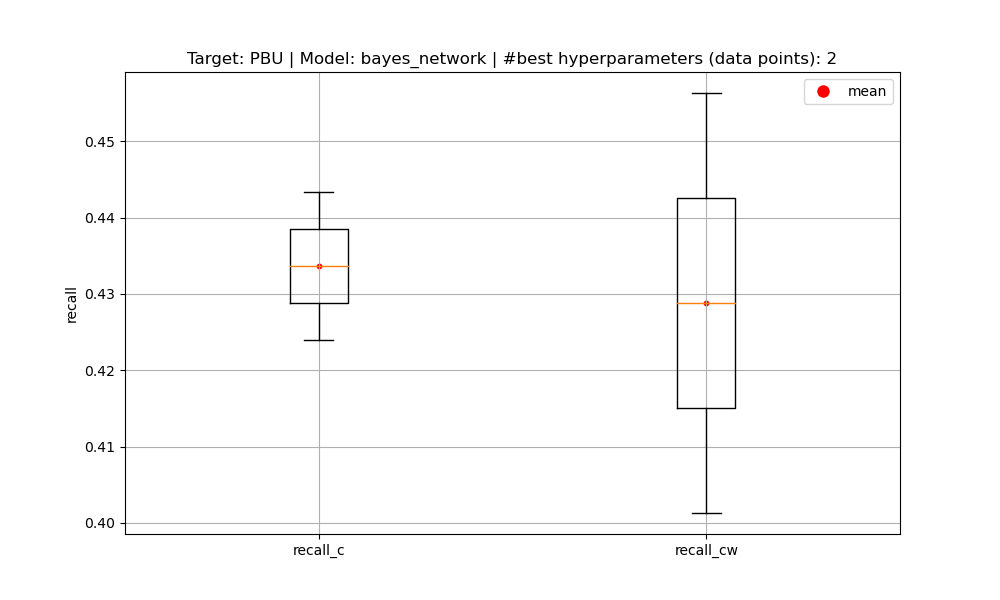 Target: PBU | Model: bayes_network | #best hyperparameters (data points): 2
mean
0.45
0.44
0.43
0.42
0.41
0.40
recall
recall_c
recall_cw